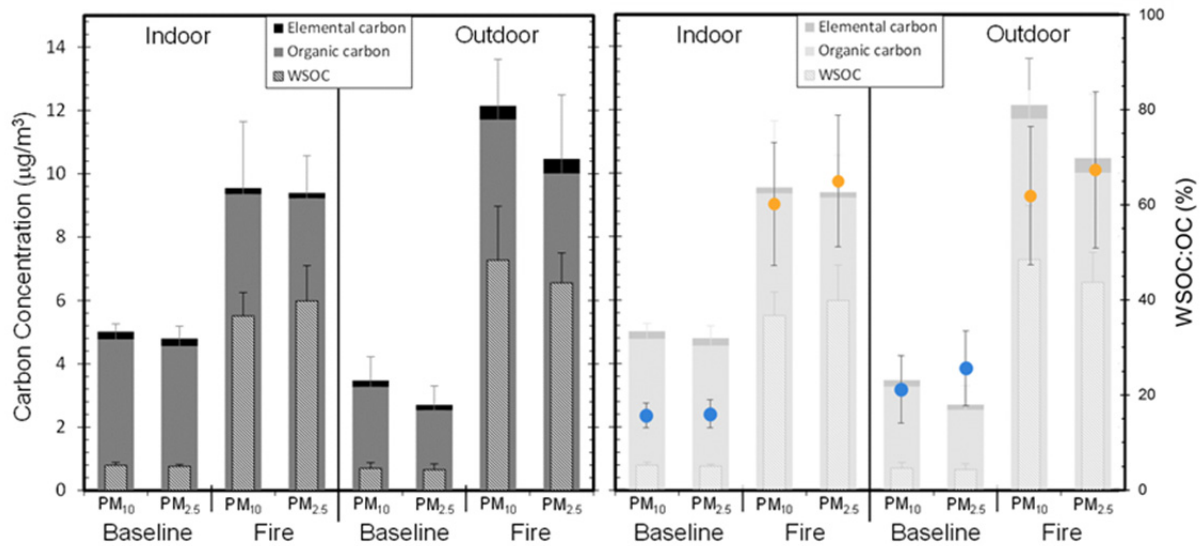 Carbon Concentration (μg/m³)
14
12
10
8
6
4
2
0
Indoor
Outdoor
Elemental carbon
Organic carbon
WSOC
PM₁₀ PM₂.₅ PM₁₀ PM₂.₅ PM₁₀ PM₂.₅ PM₁₀ PM₂.₅
Baseline Fire Baseline Fire
Indoor
Outdoor
Elemental carbon
Organic carbon
WSOC
PM₁₀ PM₂.₅ PM₁₀ PM₂.₅ PM₁₀ PM₂.₅ PM₁₀ PM₂.₅
Baseline Fire Baseline Fire
100
80
60
40
20
0
WSOC:OC (%)